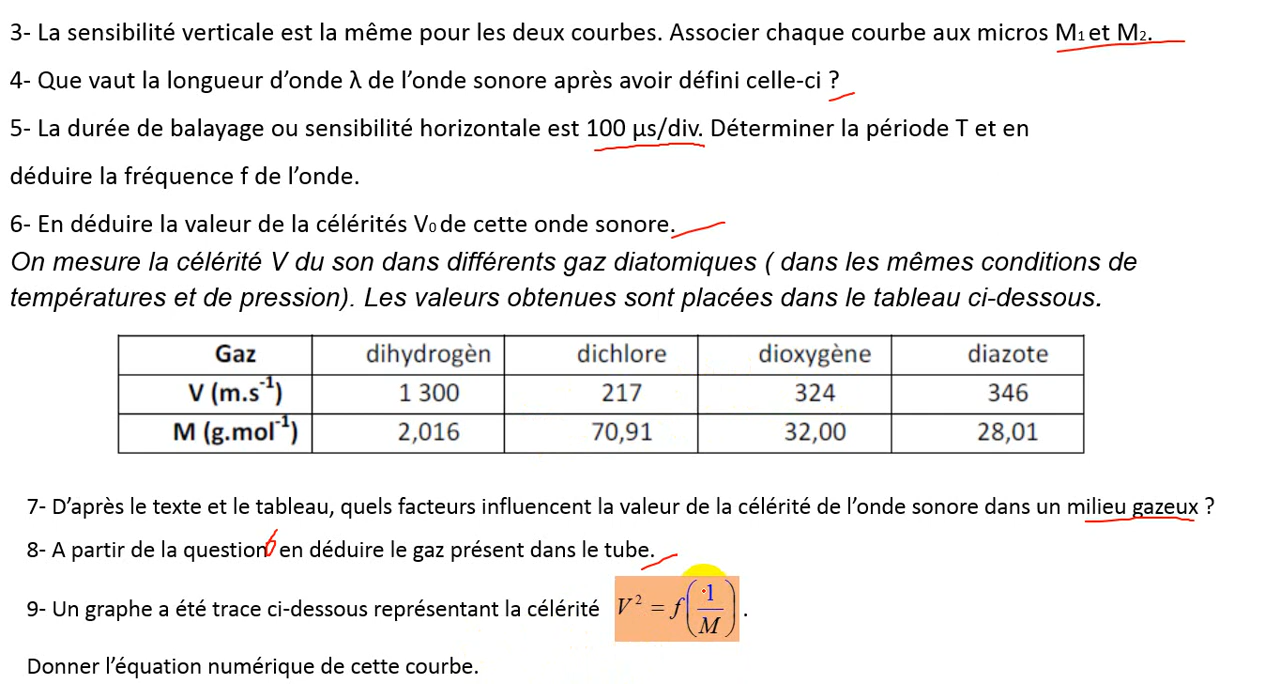 3- La sensibilité verticale est la même pour les deux courbes. Associer chaque courbe aux micros M1 et M2.
4- Que vaut la longueur d'onde λ de l'onde sonore après avoir défini celle-ci ?
5- La durée de balayage ou sensibilité horizontale est 100 µs/div. Déterminer la période T et en
déduire la fréquence f de l'onde.
6- En déduire la valeur de la célérités V0 de cette onde sonore.
On mesure la célérité V du son dans différents gaz diatomiques ( dans les mêmes conditions de
températures et de pression). Les valeurs obtenues sont placées dans le tableau ci-dessous.
Gaz dihydrogèn dichlore dioxygène diazote
V (m.s-1) 1 300 217 324 346
M (g.mol-1) 2,016 70,91 32,00 28,01
7- D'après le texte et le tableau, quels facteurs influencent la valeur de la célérité de l'onde sonore dans un milieu gazeux ?
8- A partir de la question 6 en déduire le gaz présent dans le tube.
9- Un graphe a été trace ci-dessous représentant la célérité V² = f(1/M) .
Donner l'équation numérique de cette courbe.